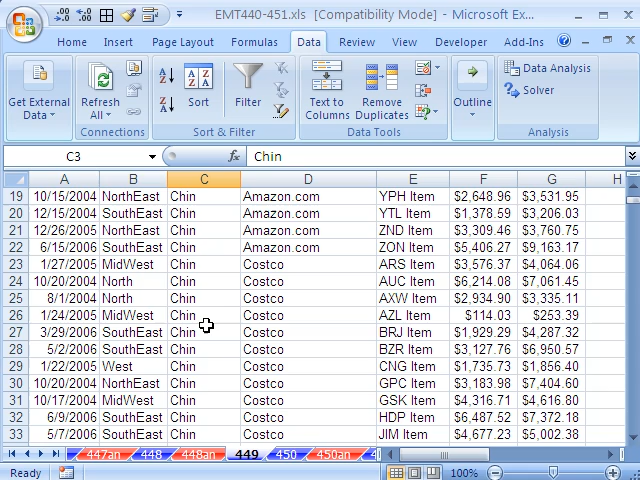 EMT440-451.xls [Compatibility Mode] - Microsoft Ex...
Home Insert Page Layout Formulas Data Review View Developer Add-Ins
Get External Data Refresh All Sort Filter Text to Columns Remove Duplicates Outline Data Analysis Solver
Connections Sort & Filter Data Tools Analysis
C3 fx Chin
A B C D E F G H
19 10/15/2004 NorthEast Chin Amazon.com YPH Item $2,648.96 $3,531.95
20 12/15/2004 SouthEast Chin Amazon.com YTL Item $1,378.59 $3,206.03
21 12/26/2005 NorthEast Chin Amazon.com ZND Item $3,309.46 $3,760.75
22 6/15/2006 SouthEast Chin Amazon.com ZON Item $5,406.27 $9,163.17
23 1/27/2005 MidWest Chin Costco ARS Item $3,576.37 $4,064.06
24 10/20/2004 North Chin Costco AUC Item $6,214.08 $7,061.45
25 8/1/2004 North Chin Costco AXW Item $2,934.90 $3,335.11
26 1/24/2005 MidWest Chin Costco AZL Item $114.03 $253.39
27 3/29/2006 SouthEast Chin Costco BRJ Item $1,929.29 $4,287.32
28 5/2/2006 SouthEast Chin Costco BZR Item $3,127.76 $6,950.57
29 1/22/2005 West Chin Costco CNG Item $1,735.73 $1,856.40
30 10/20/2004 NorthEast Chin Costco GPC Item $3,183.98 $7,404.60
31 10/17/2004 MidWest Chin Costco GSK Item $4,316.71 $4,616.80
32 6/9/2006 SouthEast Chin Costco HDP Item $6,487.52 $7,372.18
33 5/7/2006 SouthEast Chin Costco JIM Item $4,677.23 $5,002.38
447an 448 448an 449 450 450an
Ready 100%